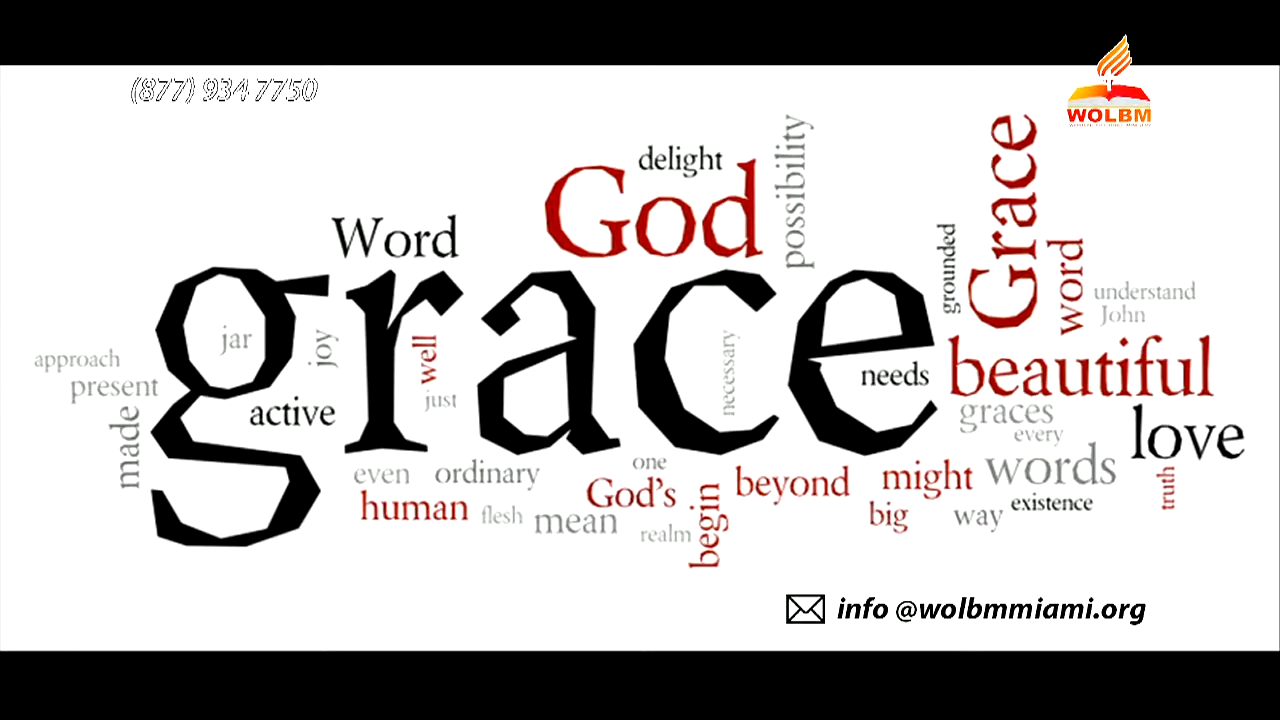 (877) 934 7750
WOLBM
delight
God
possibility
Grace
Word
grounded
word
understand
John
grace
jar
joy
well
just
necessary
needs
beautiful
approach
present
active
made
graces
every
love
even
ordinary
one
God's
beyond
might
words
truth
human
flesh
mean
realm
begin
big
way
existence
info @wolbmmiami.org